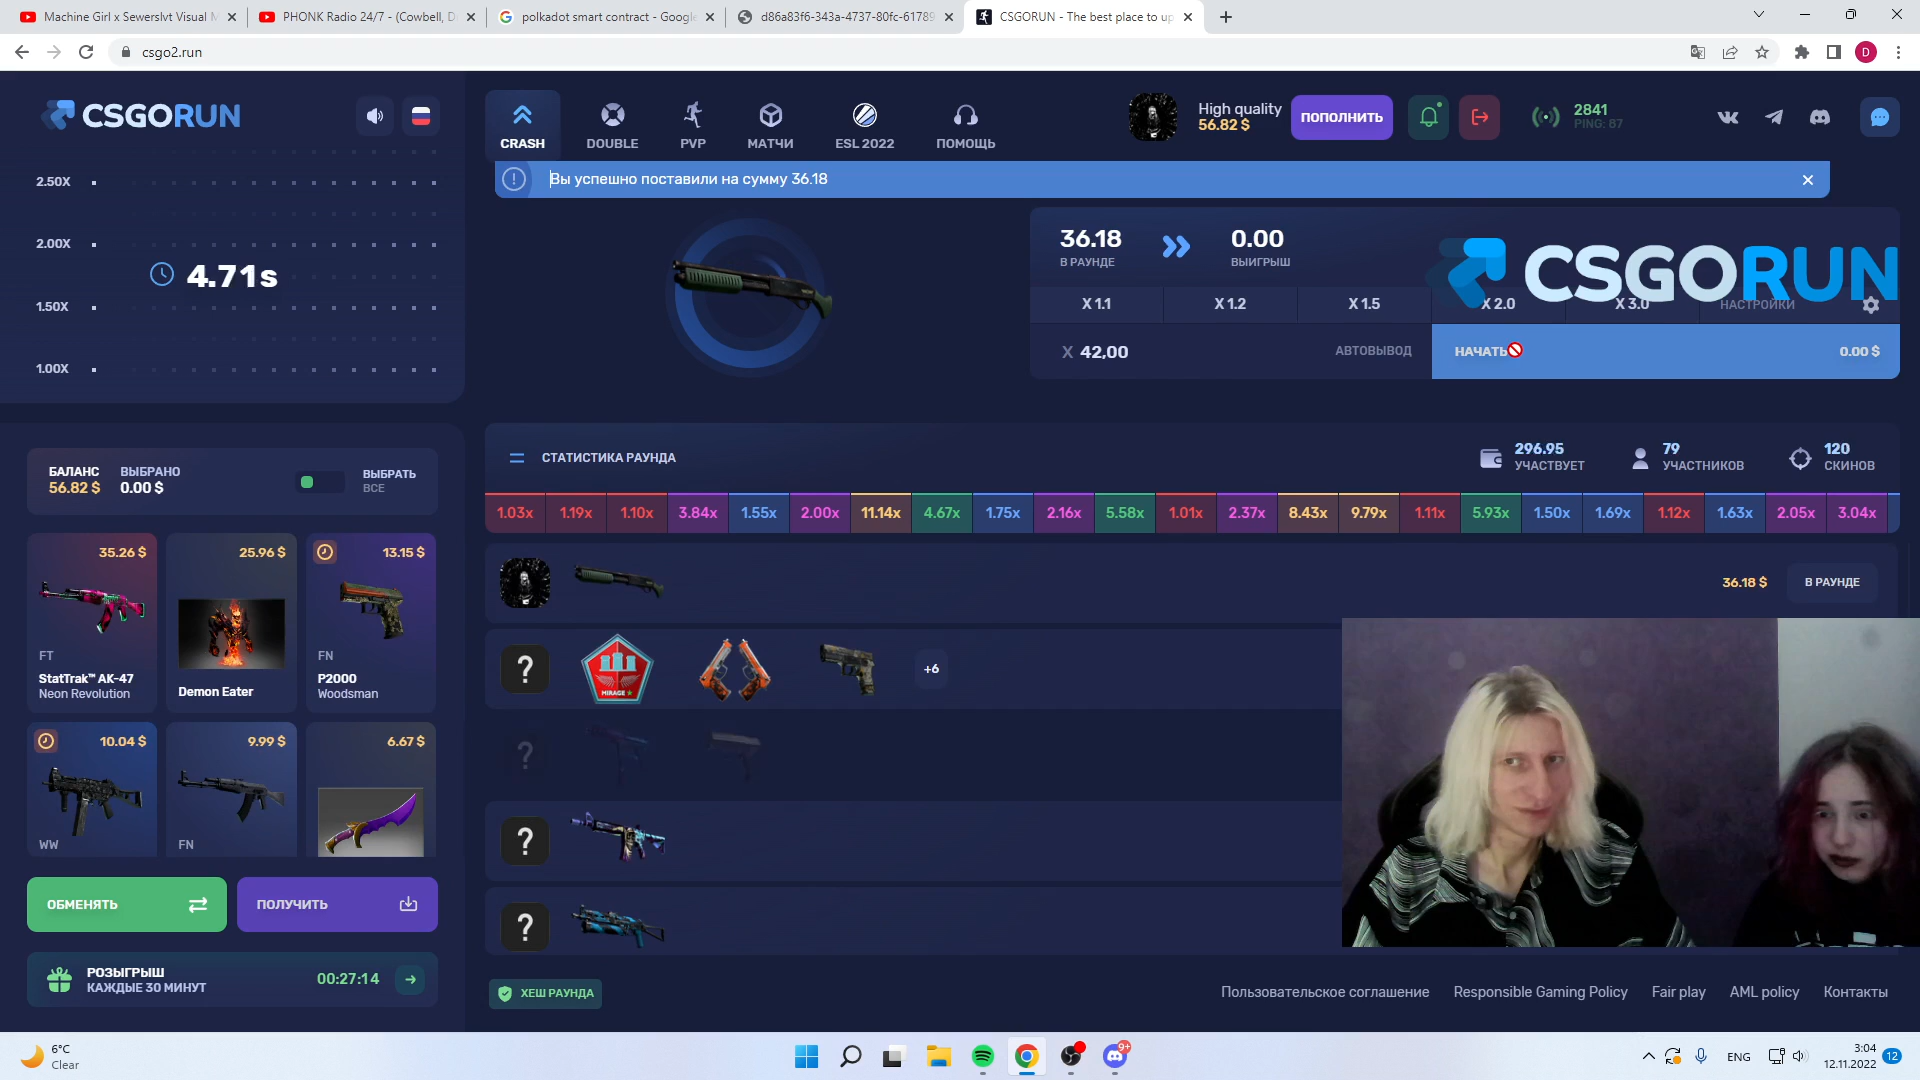 Machine Girl x Sewerslvt Visual M
PHONK Radio 24/7 - (Cowbell, D
polkadot smart contract - Google
d86a83f6-343a-4737-80fc-61789
CSGORUN - The best place to up
csgo2.run
D
CSGORUN
CRASH
DOUBLE
PVP
МАТЧИ
ESL 2022
ПОМОЩЬ
High quality
56.82 $
ПОПОЛНИТЬ
2841
PING: 87
Вы успешно поставили на сумму 36.18
2.50X
2.00X
1.50X
1.00X
4.71s
36.18
В РАУНДЕ
0.00
ВЫИГРЫШ
CSGORUN
X 1.1
X 1.2
X 1.5
X 2.0
X 3.0
НАСТРОЙКИ
X 42,00
АВТОВЫВОД
НАЧАТЬ
0.00 $
СТАТИСТИКА РАУНДА
296.95
УЧАСТВУЕТ
79
УЧАСТНИКОВ
120
СКИНОВ
1.03x 1.19x 1.10x 3.84x 1.55x 2.00x 11.14x 4.67x 1.75x 2.16x 5.58x 1.01x 2.37x 8.43x 9.79x 1.11x 5.93x 1.50x 1.69x 1.12x 1.63x 2.05x 3.04x
36.18 $
В РАУНДЕ
?
MIRAGE
+6
?
?
?
БАЛАНС
56.82 $
ВЫБРАНО
0.00 $
ВЫБРАТЬ
ВСЕ
35.26 $
FT
StatTrak™ AK-47
Neon Revolution
25.96 $
Demon Eater
13.15 $
FN
P2000
Woodsman
10.04 $
WW
9.99 $
FN
6.67 $
ОБМЕНЯТЬ
ПОЛУЧИТЬ
РОЗЫГРЫШ
КАЖДЫЕ 30 МИНУТ
00:27:14
ХЕШ РАУНДА
Пользовательское соглашение
Responsible Gaming Policy
Fair play
AML policy
Контакты
6°C
Clear
9+
ENG
3:04
12.11.2022
12